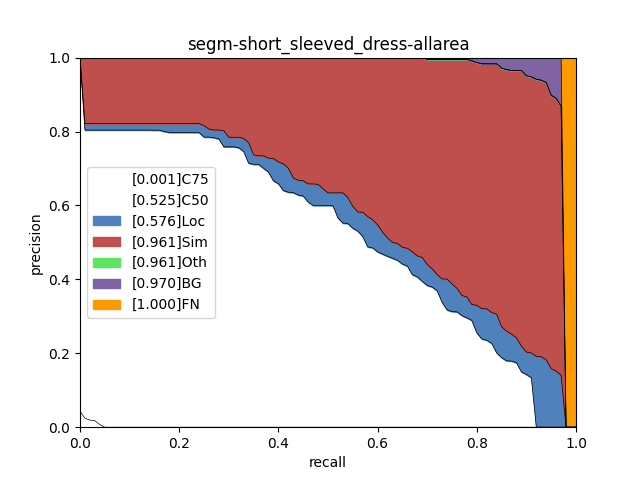 segm-short_sleeved_dress-allarea
1.0
0.8
0.6
0.4
0.2
0.0
precision
[0.001]C75
[0.525]C50
[0.576]Loc
[0.961]Sim
[0.961]Oth
[0.970]BG
[1.000]FN
0.0 0.2 0.4 0.6 0.8 1.0
recall